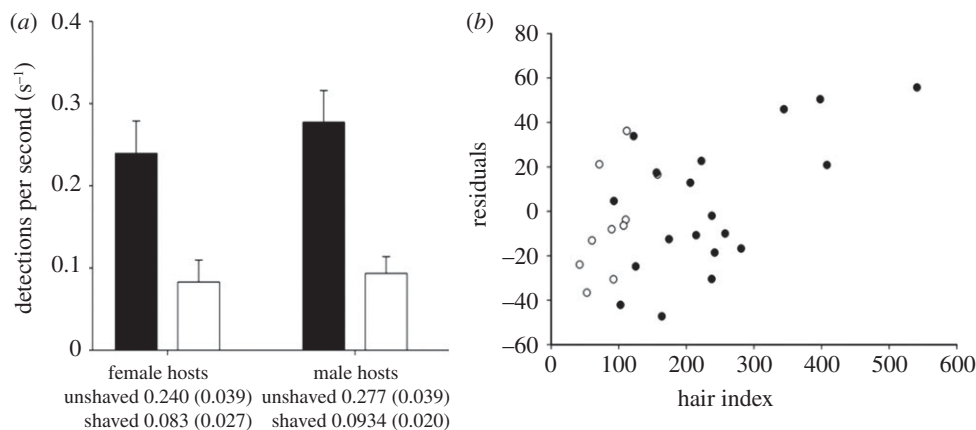 (a)
0.4
0.3
0.2
0.1
0
detections per second (s⁻¹)
female hosts
unshaved 0.240 (0.039)
shaved 0.083 (0.027)
male hosts
unshaved 0.277 (0.039)
shaved 0.0934 (0.020)
(b)
80
60
40
20
0
−20
−40
−60
residuals
0 100 200 300 400 500 600
hair index